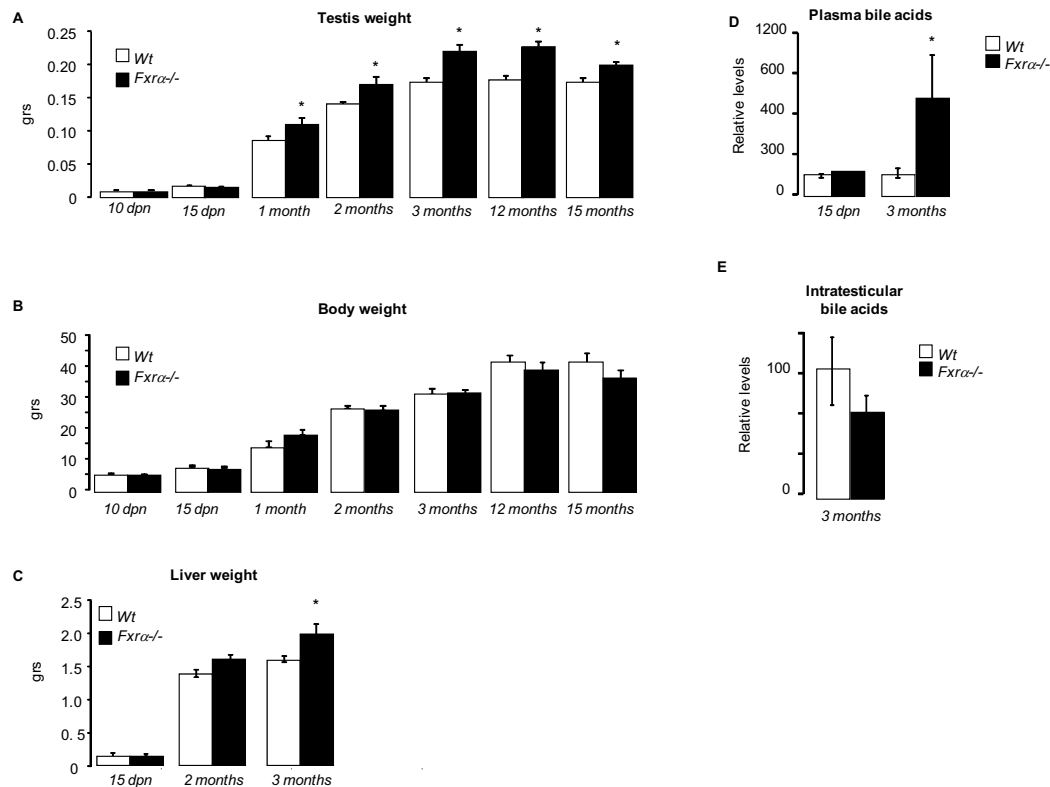 A
Testis weight
0.25
0.20
0.15
0.10
0.05
0
grs
Wt
Fxrα-/-
*
*
*
*
*
10 dpn
15 dpn
1 month
2 months
3 months
12 months
15 months
B
Body weight
50
40
30
20
10
0
grs
Wt
Fxrα-/-
10 dpn
15 dpn
1 month
2 months
3 months
12 months
15 months
C
Liver weight
2.5
2.0
1.5
1.0
0.5
0
grs
Wt
Fxrα-/-
*
15 dpn
2 months
3 months
D
Plasma bile acids
1200
600
400
300
0
Relative levels
Wt
Fxrα-/-
*
15 dpn
3 months
E
Intratesticular
bile acids
100
0
Relative levels
Wt
Fxrα-/-
3 months